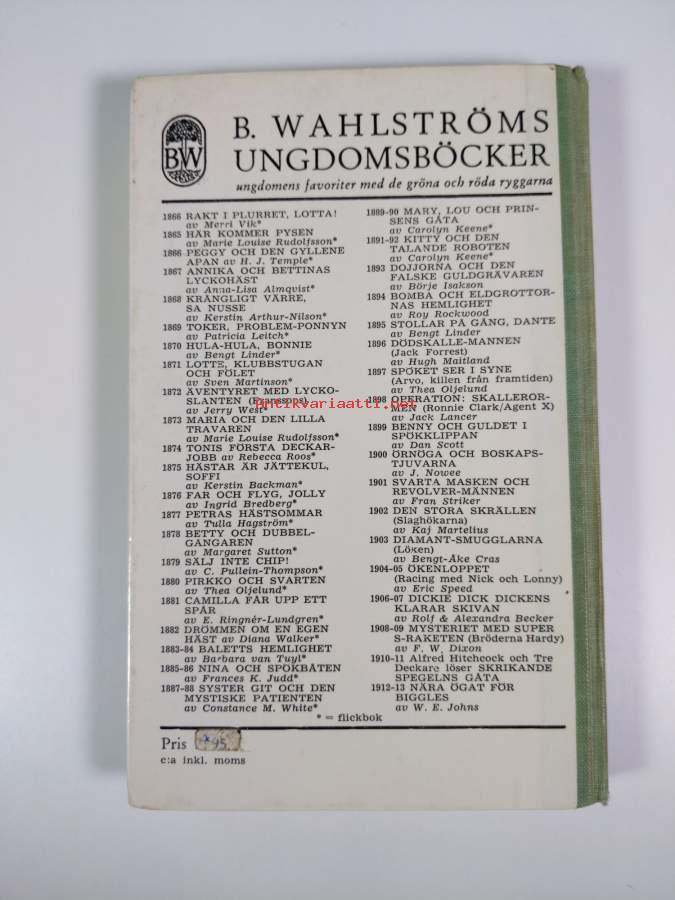 BW
B. WAHLSTRÖMS
UNGDOMSBÖCKER
ungdomens favoriter med de gröna och röda ryggarna
1866 RAKT I PLURRET, LOTTA!
av Merri Vik*
1865 HÄR KOMMER PYSEN
av Marie Louise Rudolfsson*
1866 PEGGY OCH DEN GYLLENE
APAN av H. J. Temple*
1867 ANNIKA OCH BETTINAS
LYCKOHÄST
av Anna-Lisa Almqvist*
1868 KRÅNGLIGT VÄRRE,
SA NUSSE
av Kerstin Arthur-Nilson*
1869 TOKER, PROBLEM-PONNYN
av Patricia Leitch*
1870 HULA-HULA, BONNIE
av Bengt Linder*
1871 LOTTE, KLUBBSTUGAN
OCH FÖLET
av Sven Martinson*
1872 ÄVENTYRET MED LYCKO-
SLANTEN (Franssons)
av Jerry West*
1873 MARIA OCH DEN LILLA
TRAVAREN
av Marie Louise Rudolfsson*
1874 TONIS FÖRSTA DECKAR-
JOBB av Rebecca Roos*
1875 HÄSTAR ÄR JÄTTEKUL,
SOFFI
av Kerstin Backman*
1876 FAR OCH FLYG, JOLLY
av Ingrid Bredberg*
1877 PETRAS HÄSTSOMMAR
av Tulla Hagström*
1878 BETTY OCH DUBBEL-
GÅNGAREN
av Margaret Sutton*
1879 SÄLJ INTE CHIP!
av C. Pullein-Thompson*
1880 PIRKKO OCH SVARTEN
av Thea Oljelund*
1881 CAMILLA FÅR UPP ETT
SPÅR
av E. Ringnér-Lundgren*
1882 DRÖMMEN OM EN EGEN
HÄST av Diana Walker*
1883-84 BALETTS HEMLIGHET
av Barbara van Tuyl*
1885-86 NINA OCH SPÖKBÅTEN
av Frances K. Judd*
1887-88 SYSTER GIT OCH DEN
MYSTISKE PATIENTEN
av Constance M. White*
1889-90 MARY, LOU OCH PRIN-
SENS GÅTA
av Carolyn Keene*
1891-92 KITTY OCH DEN
TALANDE ROBOTEN
av Carolyn Keene*
1893 DOJJORNA OCH DEN
FALSKE GULDGRÄVAREN
av Börje Isakson
1894 BOMBA OCH ELDGROTTOR-
NAS HEMLIGHET
av Roy Rockwood
1895 STOLLAR PÅ GÅNG, DANTE
av Bengt Linder
1896 DÖDSKALLE-MANNEN
(Jack Forrest)
av Hugh Maitland
1897 SPÖKET SER I SYNE
(Arvo, killen från framtiden)
av Thea Oljelund
1898 OPERATION: SKALLEROR-
MEN (Ronnie Clark/Agent X)
av Jack Lancer
1899 BENNY OCH GULDET I
SPÖKKLIPPAN
av Dan Scott
1900 ÖRNÖGA OCH BOSKAPS-
TJUVARNA
av J. Nowee
1901 SVARTA MASKEN OCH
REVOLVER-MÄNNEN
av Fran Striker
1902 DEN STORA SKRÄLLEN
(Slaghökarna)
av Kaj Martelius
1903 DIAMANT-SMUGGLARNA
(Löken)
av Bengt-Åke Cras
1904-05 ÖKENLOPPET
(Racing med Nick och Lonny)
av Eric Speed
1906-07 DICKIE DICK DICKENS
KLARAR SKIVAN
av Rolf & Alexandra Becker
1908-09 MYSTERIET MED SUPER
S-RAKETEN (Bröderna Hardy)
av F. W. Dixon
1910-11 Alfred Hitchcock och Tre
Deckare löser SKRIKANDE
SPEGELNS GÅTA
1912-13 NÄRA ÖGAT FÖR
BIGGLES
av W. E. Johns
* = flickbok
Pris 95.
c:a inkl. moms
antikvariaatti.net